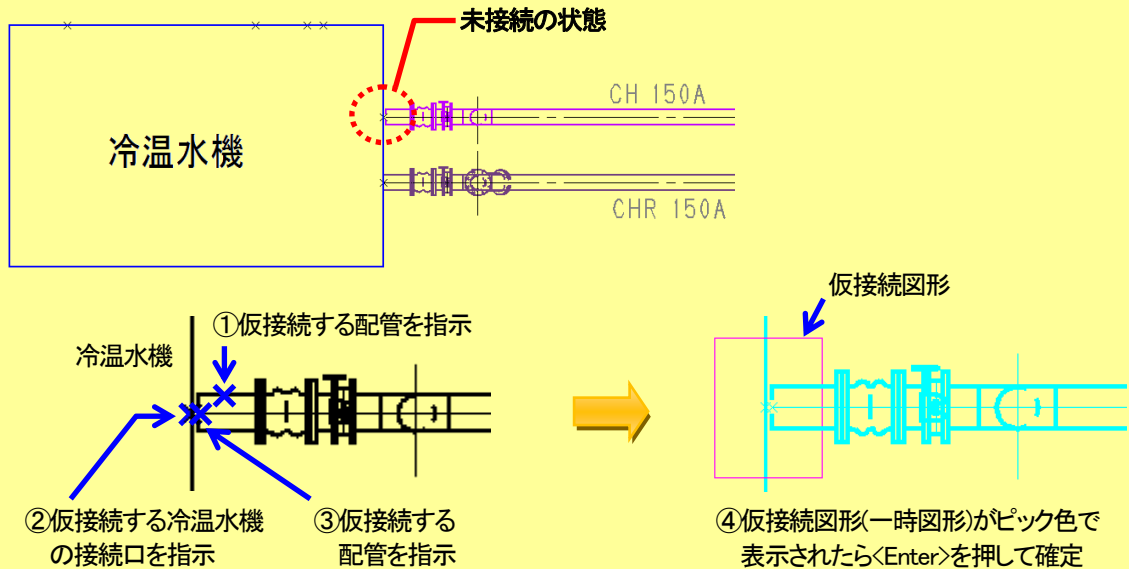 未接続の状態
CH 150A
冷温水機
CHR 150A
仮接続図形
①仮接続する配管を指示
冷温水機
②仮接続する冷温水機
の接続口を指示
③仮接続する
配管を指示
④仮接続図形(一時図形)がピック色で
表示されたら<Enter>を押して確定